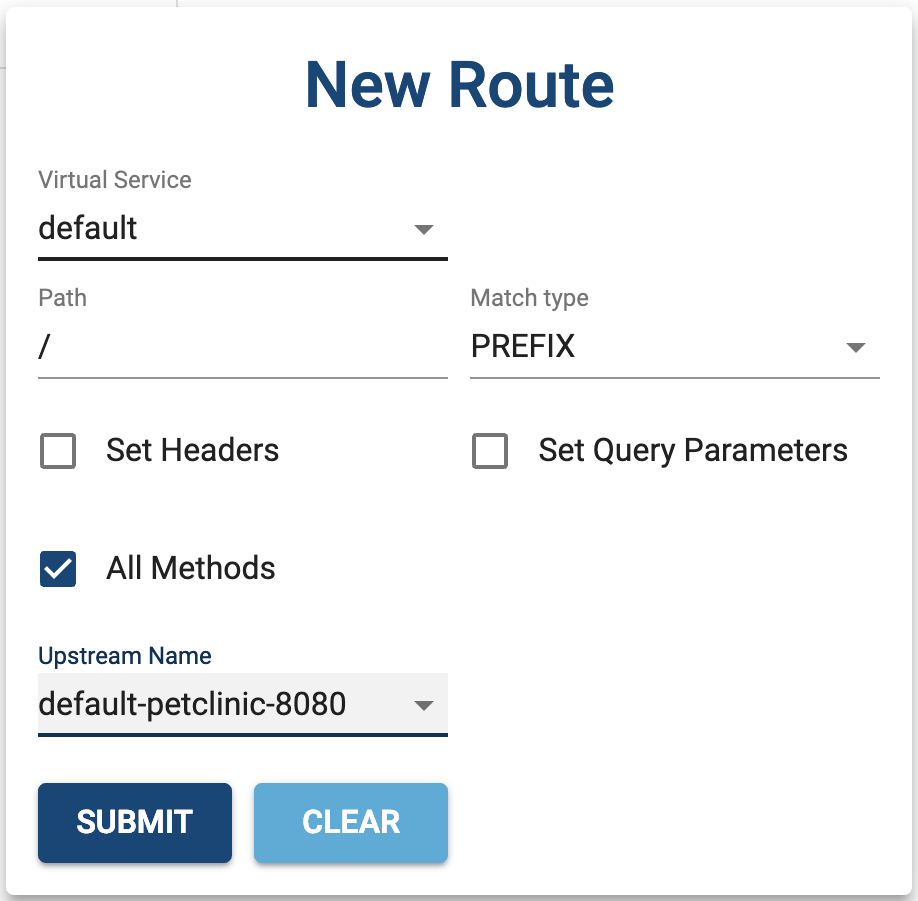 New Route
Virtual Service
default
Path
Match type
/
PREFIX
Set Headers
Set Query Parameters
All Methods
Upstream Name
default-petclinic-8080
SUBMIT
CLEAR